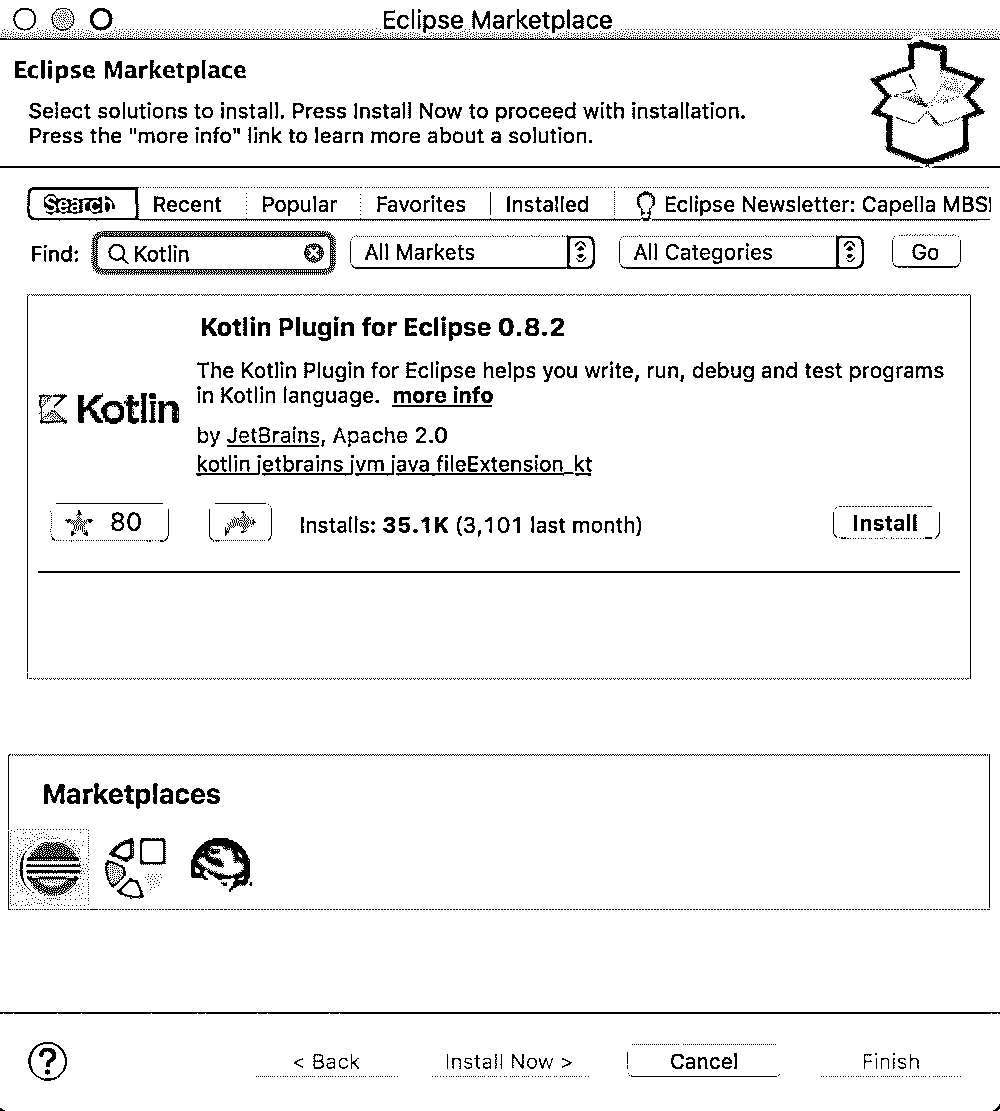 Eclipse Marketplace
Eclipse Marketplace
Select solutions to install. Press Install Now to proceed with installation.
Press the "more info" link to learn more about a solution.
Search Recent Popular Favorites Installed Eclipse Newsletter: Capella MBS
Find: Kotlin All Markets All Categories Go
Kotlin Plugin for Eclipse 0.8.2
The Kotlin Plugin for Eclipse helps you write, run, debug and test programs
in Kotlin language. more info
Kotlin
by JetBrains, Apache 2.0
kotlin jetbrains jvm java fileExtension_kt
80 Installs: 35.1K (3,101 last month) Install
Marketplaces
? < Back Install Now > Cancel Finish